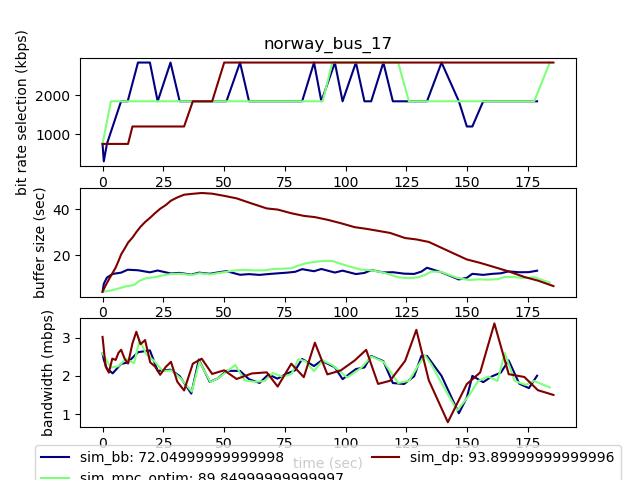 norway_bus_17
bit rate selection (kbps)
2000
1000
0 25 50 75 100 125 150 175
buffer size (sec)
40
20
0 25 50 75 100 125 150 175
bandwidth (mbps)
3
2
1
0 25 50 75 100 125 150 175
time (sec)
sim_bb: 72.04999999999998
sim_dp: 93.89999999999996
sim_mpc_optim: 89.84999999999997